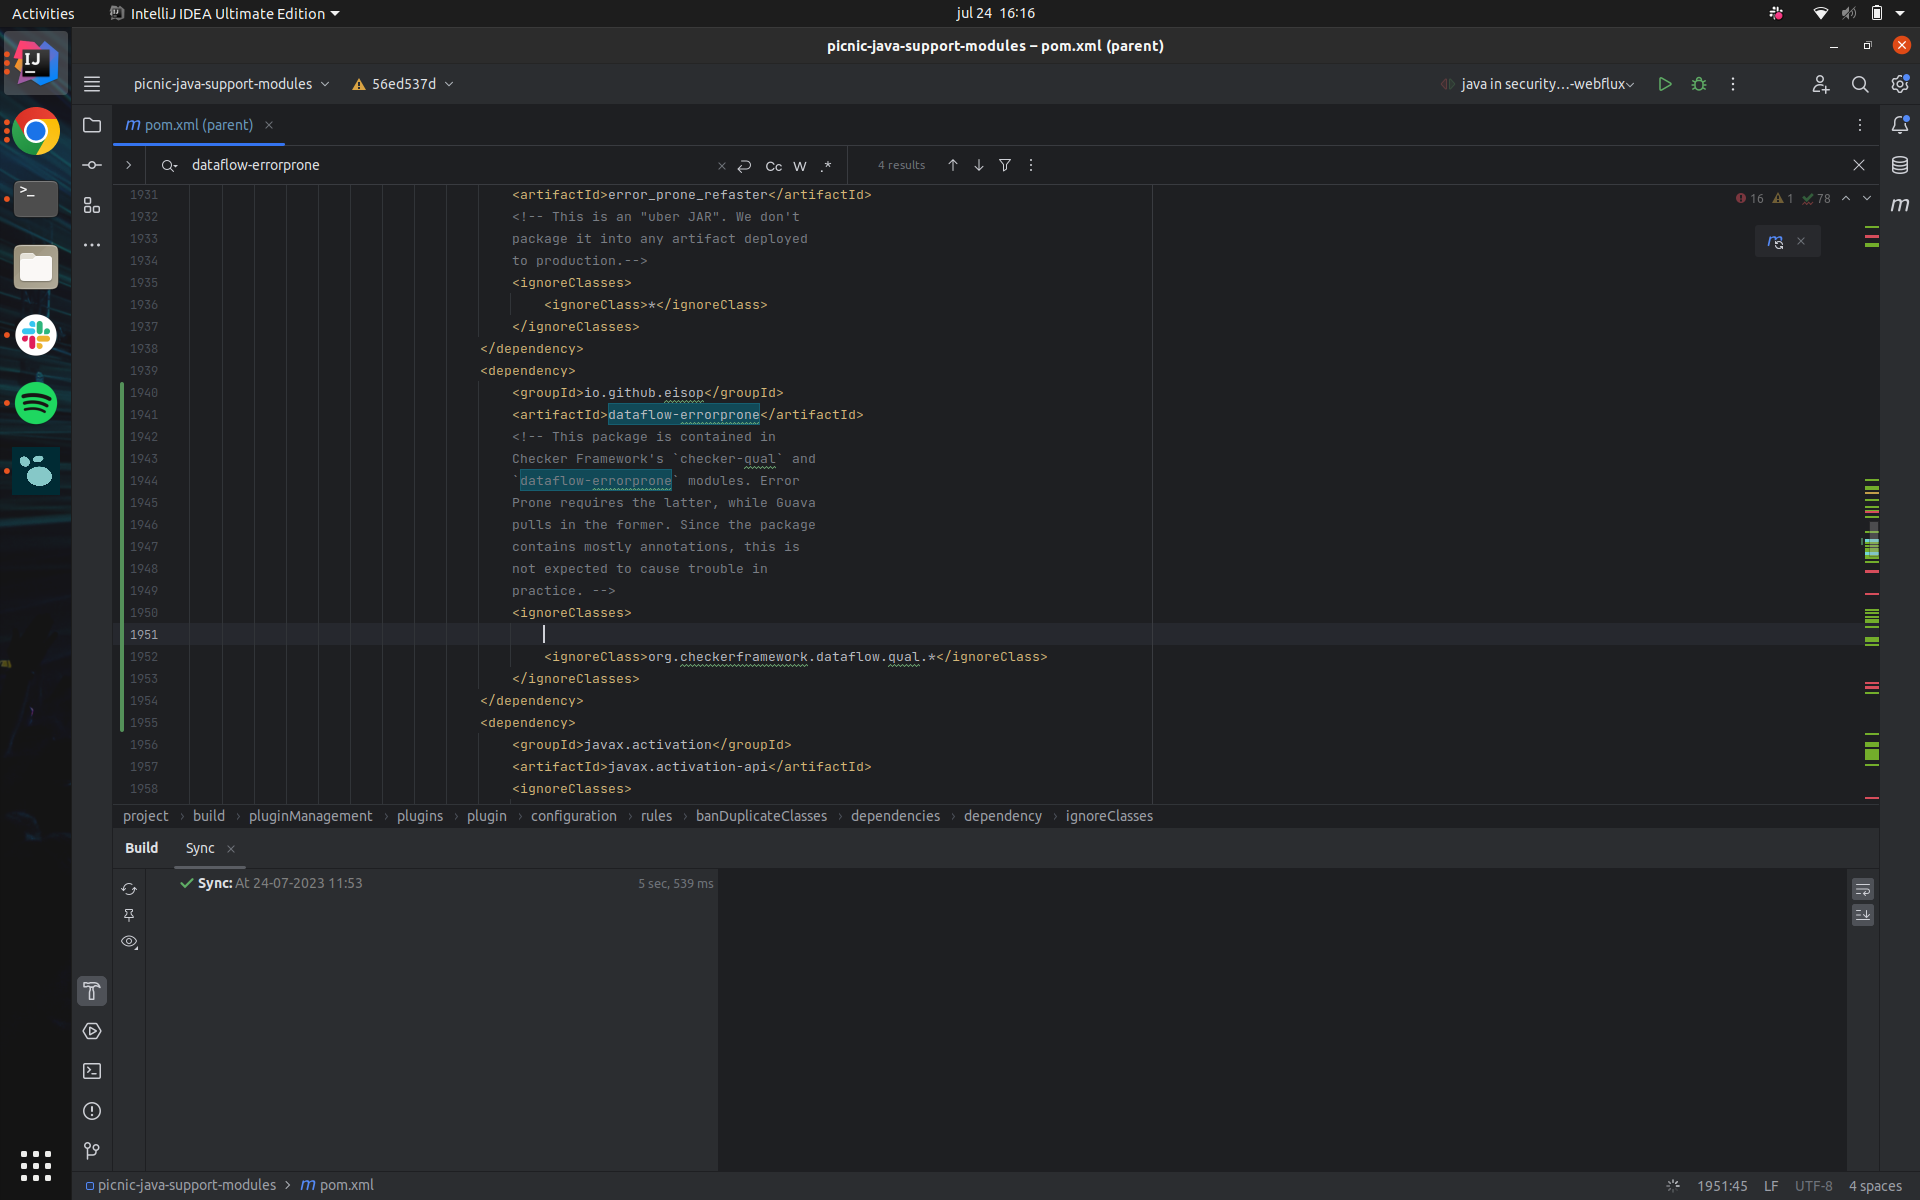 Activities
IntelliJ IDEA Ultimate Edition
jul 24 16:16
picnic-java-support-modules – pom.xml (parent)
picnic-java-support-modules
56ed537d
java in security...-webflux
m pom.xml (parent)
dataflow-errorprone
Cc W .*
4 results
16 1 78
1931 <artifactId>error_prone_refaster</artifactId>
1932 <!-- This is an "uber JAR". We don't
1933 package it into any artifact deployed
1934 to production.-->
1935 <ignoreClasses>
1936 <ignoreClass>*</ignoreClass>
1937 </ignoreClasses>
1938 </dependency>
1939 <dependency>
1940 <groupId>io.github.eisop</groupId>
1941 <artifactId>dataflow-errorprone</artifactId>
1942 <!-- This package is contained in
1943 Checker Framework's `checker-qual` and
1944 `dataflow-errorprone` modules. Error
1945 Prone requires the latter, while Guava
1946 pulls in the former. Since the package
1947 contains mostly annotations, this is
1948 not expected to cause trouble in
1949 practice. -->
1950 <ignoreClasses>
1951
1952 <ignoreClass>org.checkerframework.dataflow.qual.*</ignoreClass>
1953 </ignoreClasses>
1954 </dependency>
1955 <dependency>
1956 <groupId>javax.activation</groupId>
1957 <artifactId>javax.activation-api</artifactId>
1958 <ignoreClasses>
project › build › pluginManagement › plugins › plugin › configuration › rules › banDuplicateClasses › dependencies › dependency › ignoreClasses
Build
Sync
Sync: At 24-07-2023 11:53
5 sec, 539 ms
picnic-java-support-modules › m pom.xml
1951:45 LF UTF-8 4 spaces